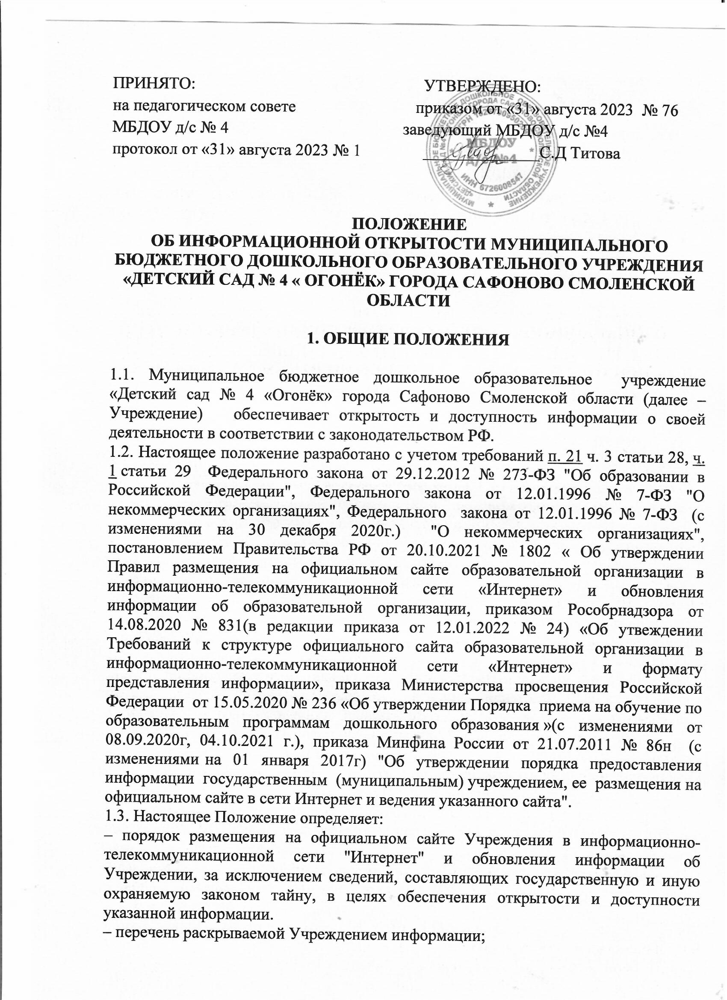 ПРИНЯТО:
на педагогическом совете
МБДОУ д/с № 4
протокол от «31» августа 2023 № 1
УТВЕРЖДЕНО:
приказом от «31» августа 2023 № 76
заведующий МБДОУ д/с №4
С.Д Титова
МБДОУ
д/с №4
ИНН 6726008547
ПОЛОЖЕНИЕ
ОБ ИНФОРМАЦИОННОЙ ОТКРЫТОСТИ МУНИЦИПАЛЬНОГО
БЮДЖЕТНОГО ДОШКОЛЬНОГО ОБРАЗОВАТЕЛЬНОГО УЧРЕЖДЕНИЯ
«ДЕТСКИЙ САД № 4 « ОГОНЁК» ГОРОДА САФОНОВО СМОЛЕНСКОЙ
ОБЛАСТИ
1. ОБЩИЕ ПОЛОЖЕНИЯ
1.1. Муниципальное бюджетное дошкольное образовательное учреждение
«Детский сад № 4 «Огонёк» города Сафоново Смоленской области (далее –
Учреждение) обеспечивает открытость и доступность информации о своей
деятельности в соответствии с законодательством РФ.
1.2. Настоящее положение разработано с учетом требований п. 21 ч. 3 статьи 28, ч.
1 статьи 29 Федерального закона от 29.12.2012 № 273-ФЗ "Об образовании в
Российской Федерации", Федерального закона от 12.01.1996 № 7-ФЗ "О
некоммерческих организациях", Федерального закона от 12.01.1996 № 7-ФЗ (с
изменениями на 30 декабря 2020г.) "О некоммерческих организациях",
постановлением Правительства РФ от 20.10.2021 № 1802 « Об утверждении
Правил размещения на официальном сайте образовательной организации в
информационно-телекоммуникационной сети «Интернет» и обновления
информации об образовательной организации, приказом Рособрнадзора от
14.08.2020 № 831(в редакции приказа от 12.01.2022 № 24) «Об утвеждении
Требований к структуре официального сайта образовательной организации в
информационно-телекоммуникационной сети «Интернет» и формату
представления информации», приказа Министерства просвещения Российской
Федерации от 15.05.2020 № 236 «Об утверждении Порядка приема на обучение по
образовательным программам дошкольного образования »(с изменениями от
08.09.2020г, 04.10.2021 г.), приказа Минфина России от 21.07.2011 № 86н (с
изменениями на 01 января 2017г) "Об утверждении порядка предоставления
информации государственным (муниципальным) учреждением, ее размещения на
официальном сайте в сети Интернет и ведения указанного сайта".
1.3. Настоящее Положение определяет:
– порядок размещения на официальном сайте Учреждения в информационно-
телекоммуникационной сети "Интернет" и обновления информации об
Учреждении, за исключением сведений, составляющих государственную и иную
охраняемую законом тайну, в целях обеспечения открытости и доступности
указанной информации.
– перечень раскрываемой Учреждением информации;